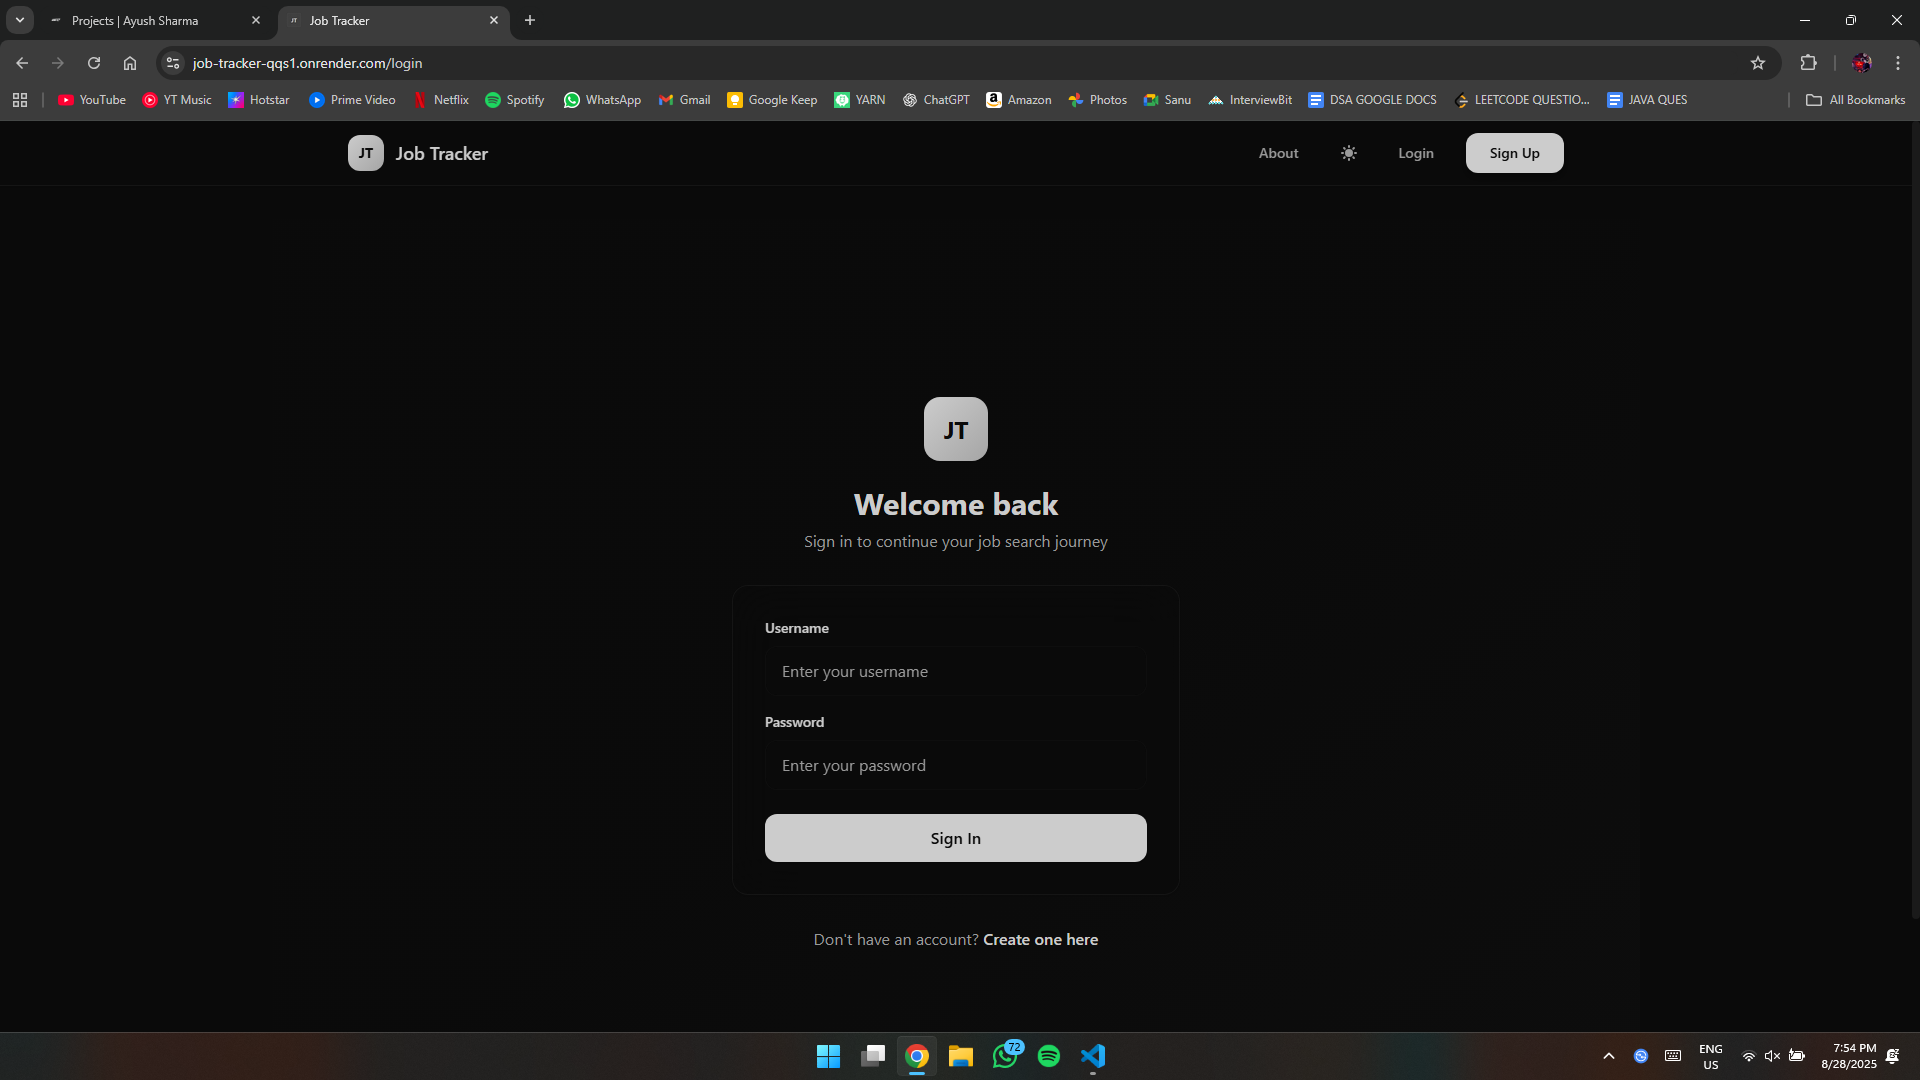 Projects | Ayush Sharma
JT Job Tracker
job-tracker-qqs1.onrender.com/login
YouTube YT Music Hotstar Prime Video Netflix Spotify WhatsApp Gmail Google Keep YARN ChatGPT Amazon Photos Sanu InterviewBit DSA GOOGLE DOCS LEETCODE QUESTIO... JAVA QUES All Bookmarks
JT Job Tracker About Login Sign Up
JT
Welcome back
Sign in to continue your job search journey
Username
Enter your username
Password
Enter your password
Sign In
Don't have an account? Create one here
72
ENG
US
7:54 PM
8/28/2025